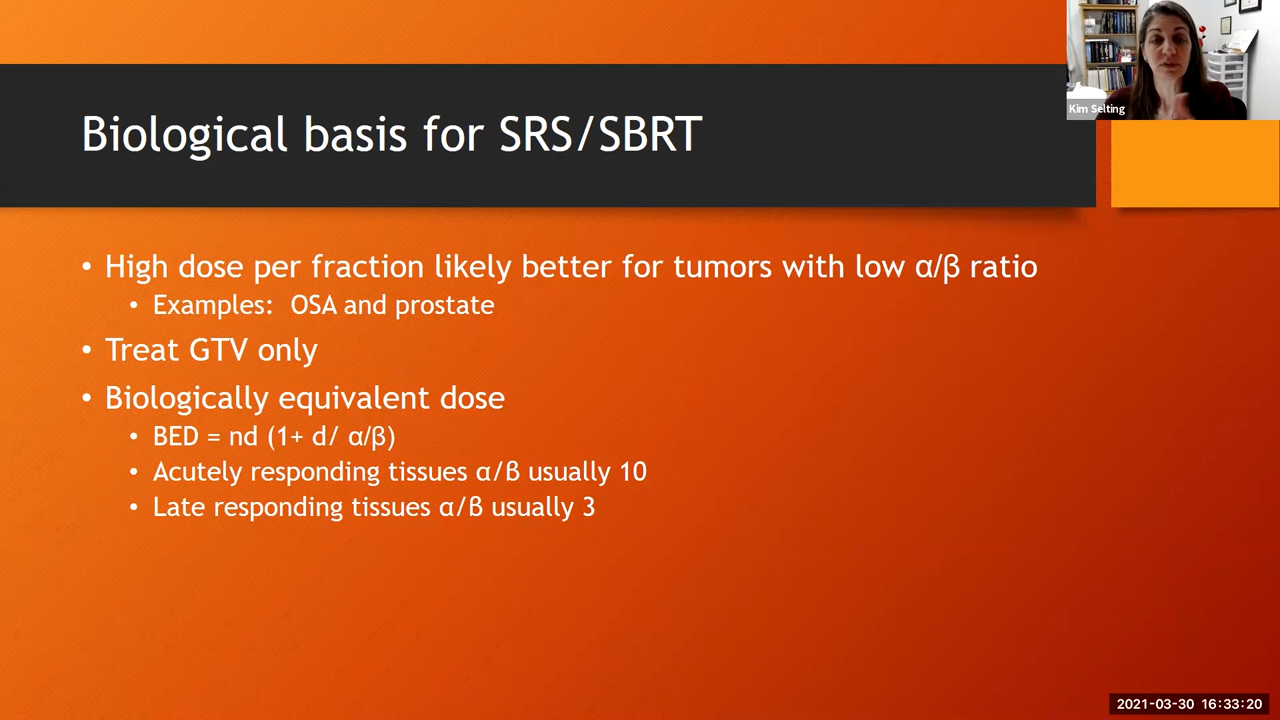 Kim Selting
Biological basis for SRS/SBRT
• High dose per fraction likely better for tumors with low α/β ratio
• Examples:  OSA and prostate
• Treat GTV only
• Biologically equivalent dose
• BED = nd (1+ d/ α/β)
• Acutely responding tissues α/ß usually 10
• Late responding tissues α/ß usually 3
2021-03-30 16:33:20